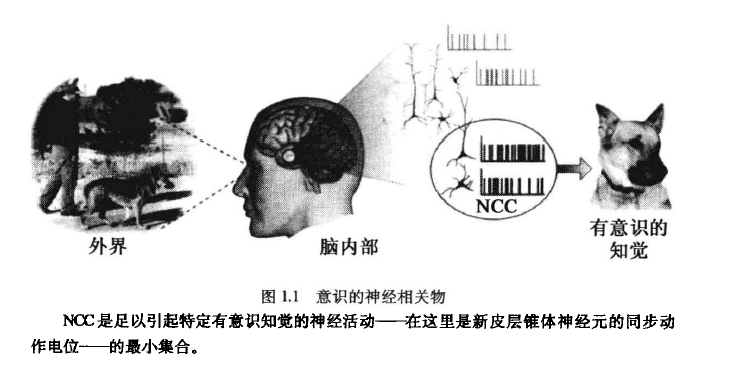 NCC
外界
脑内部
有意识的
知觉
图 1.1 意识的神经相关物
NCC 是足以引起特定有意识知觉的神经活动——在这里是新皮层锥体神经元的同步动
作电位——的最小集合。